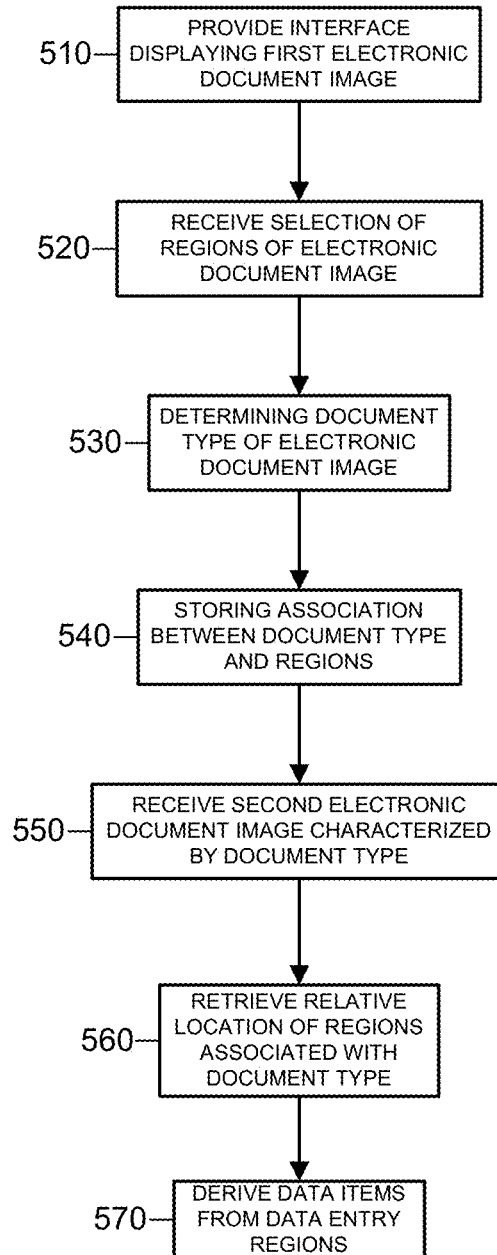 PROVIDE INTERFACE
510 DISPLAYING FIRST ELECTRONIC
DOCUMENT IMAGE
RECEIVE SELECTION OF
520 REGIONS OF ELECTRONIC
DOCUMENT IMAGE
DETERMINING DOCUMENT
530 TYPE OF ELECTRONIC
DOCUMENT IMAGE
STORING ASSOCIATION
540 BETWEEN DOCUMENT TYPE
AND REGIONS
RECEIVE SECOND ELECTRONIC
550 DOCUMENT IMAGE CHARACTERIZED
BY DOCUMENT TYPE
RETRIEVE RELATIVE
LOCATION OF REGIONS
560 ASSOCIATED WITH
DOCUMENT TYPE
DERIVE DATA ITEMS
570 FROM DATA ENTRY
REGIONS